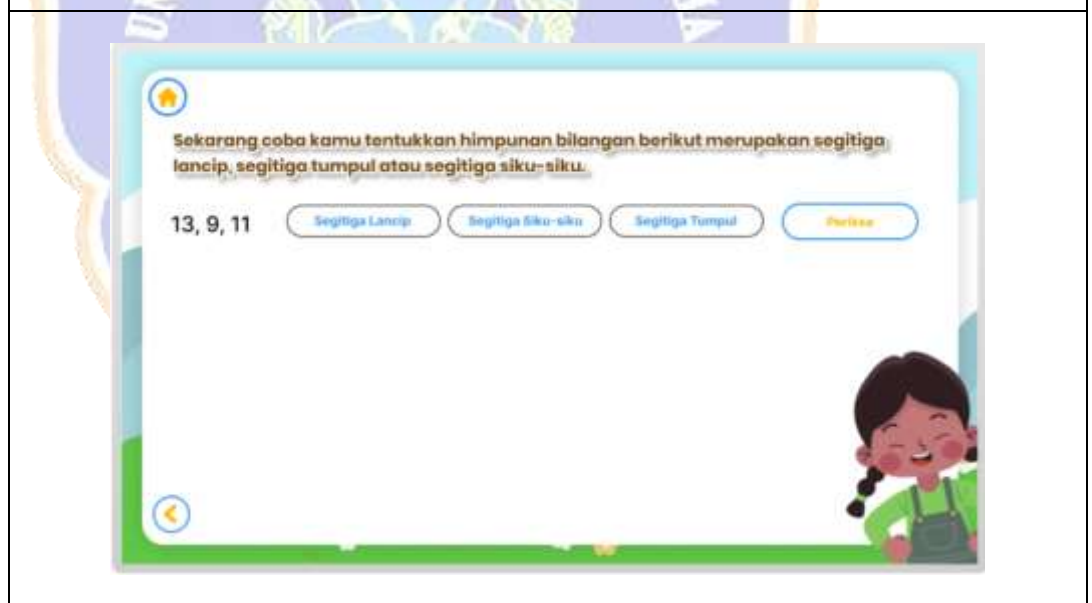 Sekarang coba kamu tentukkan himpunan bilangan berikut merupakan segitiga
lancip, segitiga tumpul atau segitiga siku-siku.
13, 9, 11 Segitiga Lancip Segitiga Siku-siku Segitiga Tumpul Periksa